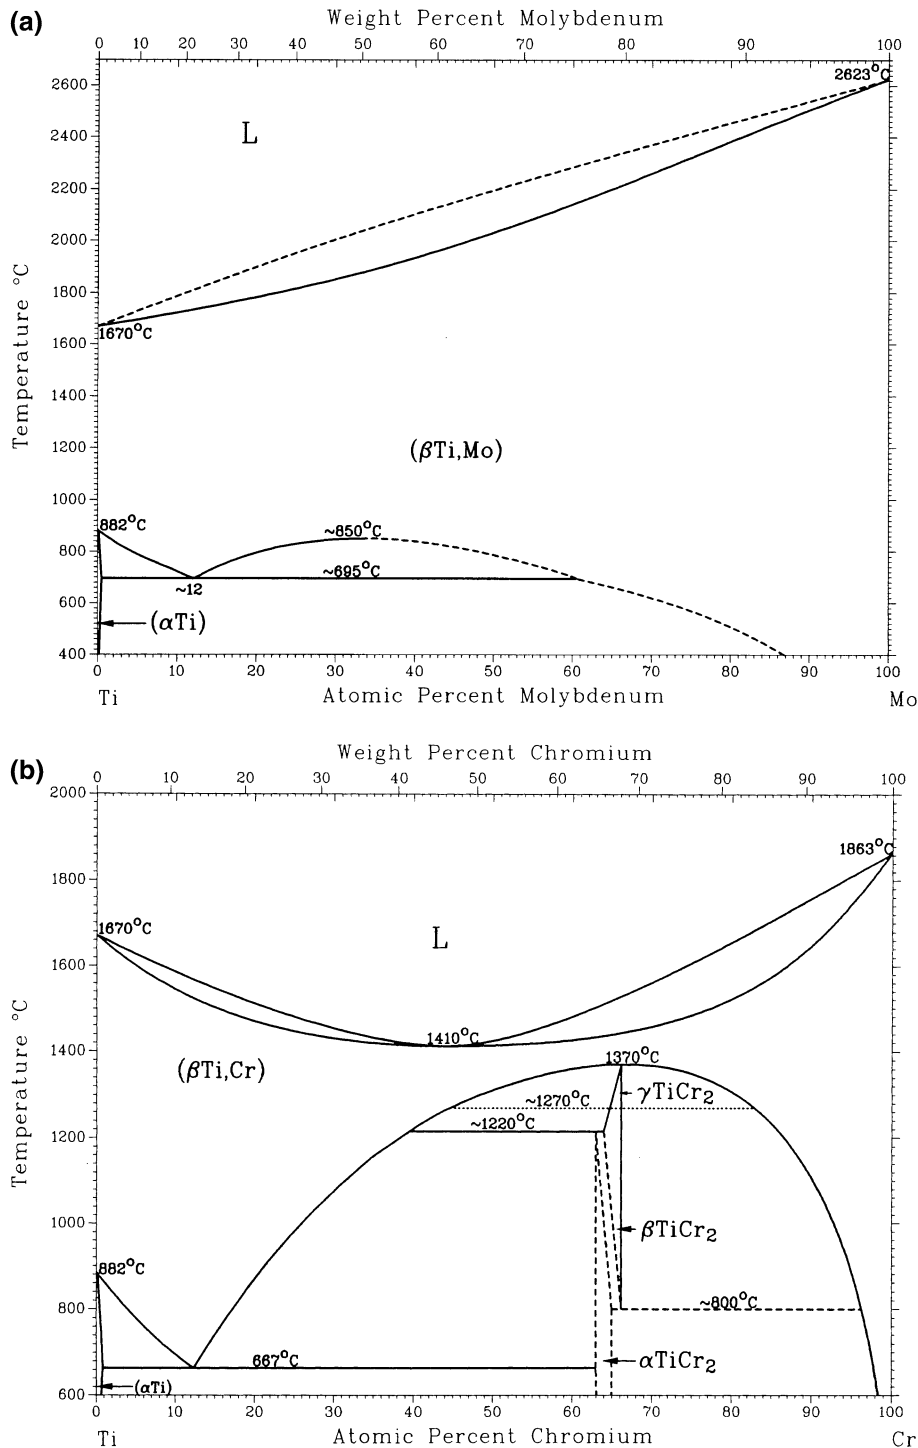 (a)
Weight Percent Molybdenum
0 10 20 30 40 50 60 70 80 90 100
2623°C
2600
L
2400
2200
2000
1800
1670°C
1600
1400
(βTi,Mo)
1200
1000
882°C
~850°C
800
~695°C
~12
600
(αTi)
400
0 10 20 30 40 50 60 70 80 90 100
Temperature °C
Ti
Atomic Percent Molybdenum
Mo
(b)
Weight Percent Chromium
0 10 20 30 40 50 60 70 80 90 100
2000
1863°C
1800
1670°C
L
1600
1410°C
1400
1370°C
(βTi,Cr)
γTiCr2
~1270°C
~1220°C
1200
βTiCr2
1000
882°C
800
~800°C
667°C
αTiCr2
(αTi)
600
0 10 20 30 40 50 60 70 80 90 100
Temperature °C
Ti
Atomic Percent Chromium
Cr